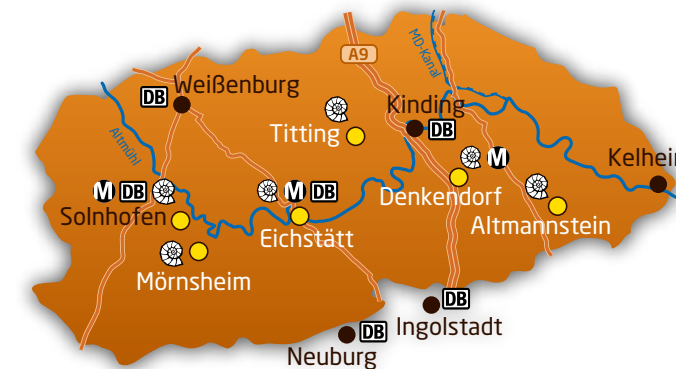 A9
MD-Kanal
DB
Weißenburg
Kinding
DB
Titting
Altmühl
M
Kelheim
M DB
M DB
Denkendorf
Solnhofen
Altmannstein
Eichstätt
Mörnsheim
DB
Ingolstadt
DB
Neuburg